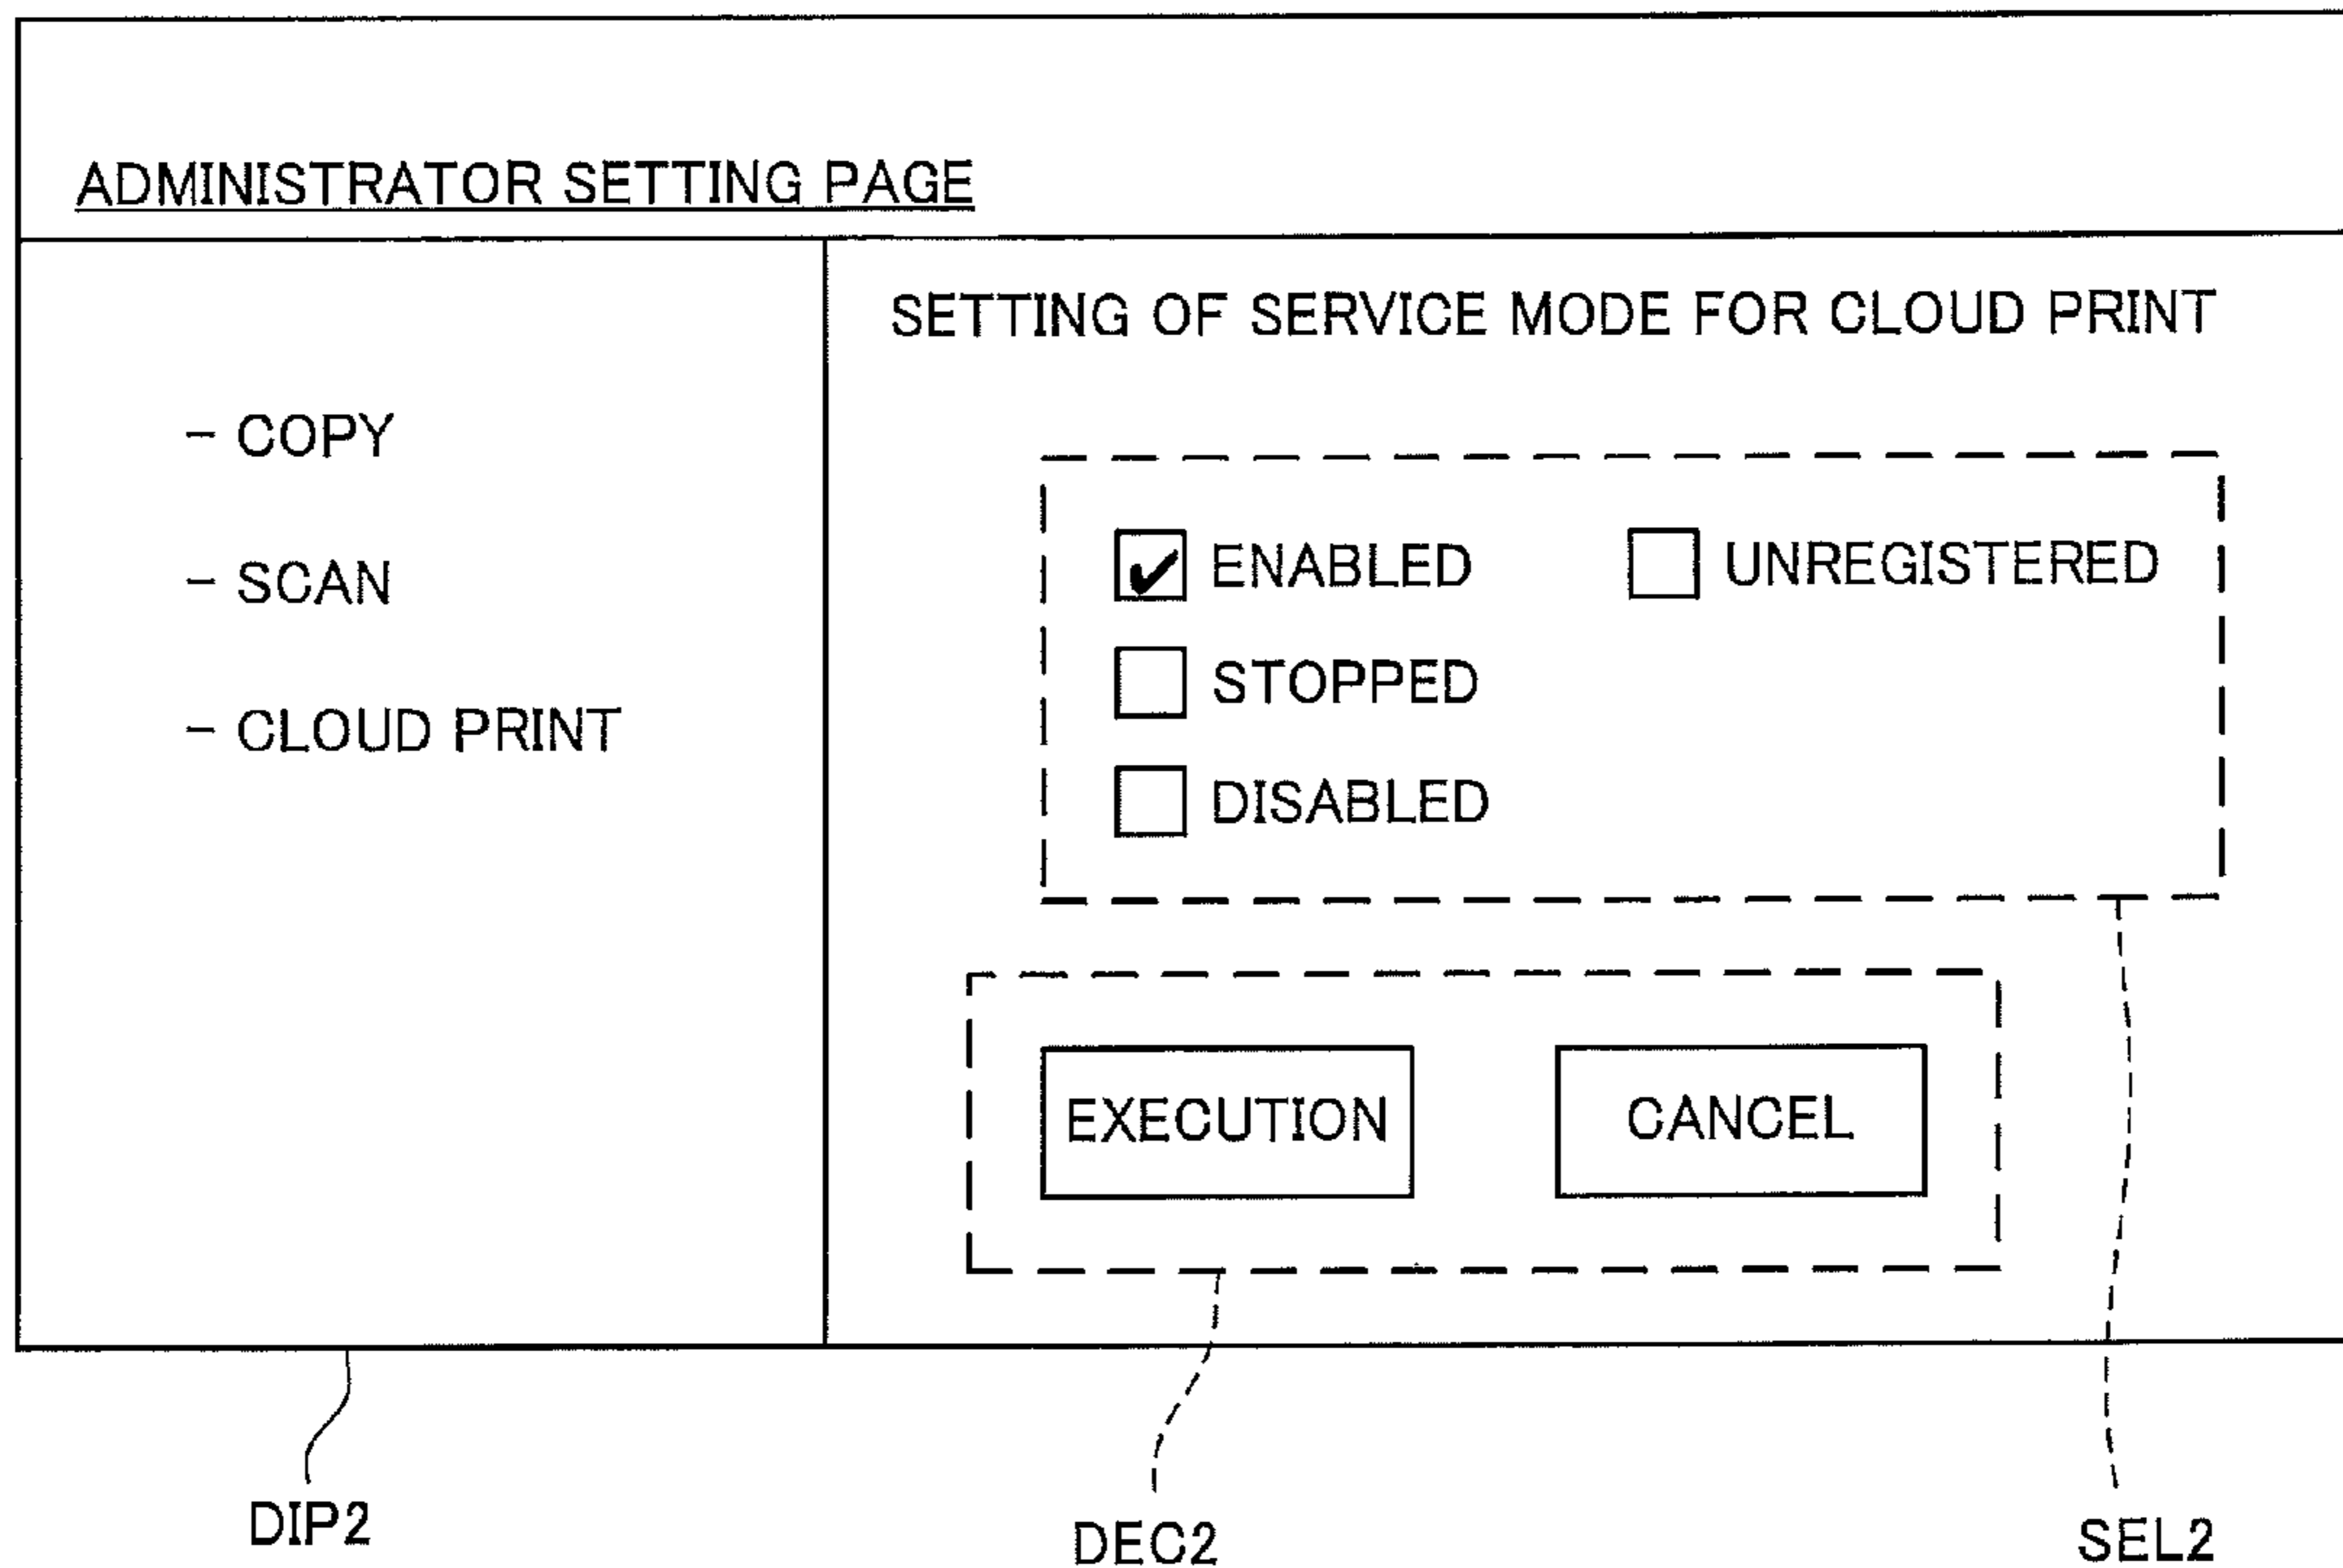 ADMINISTRATOR SETTING PAGE
- COPY
- SCAN
- CLOUD PRINT
SETTING OF SERVICE MODE FOR CLOUD PRINT
ENABLED UNREGISTERED
STOPPED
DISABLED
EXECUTION CANCEL
DIP2 DEC2 SEL2